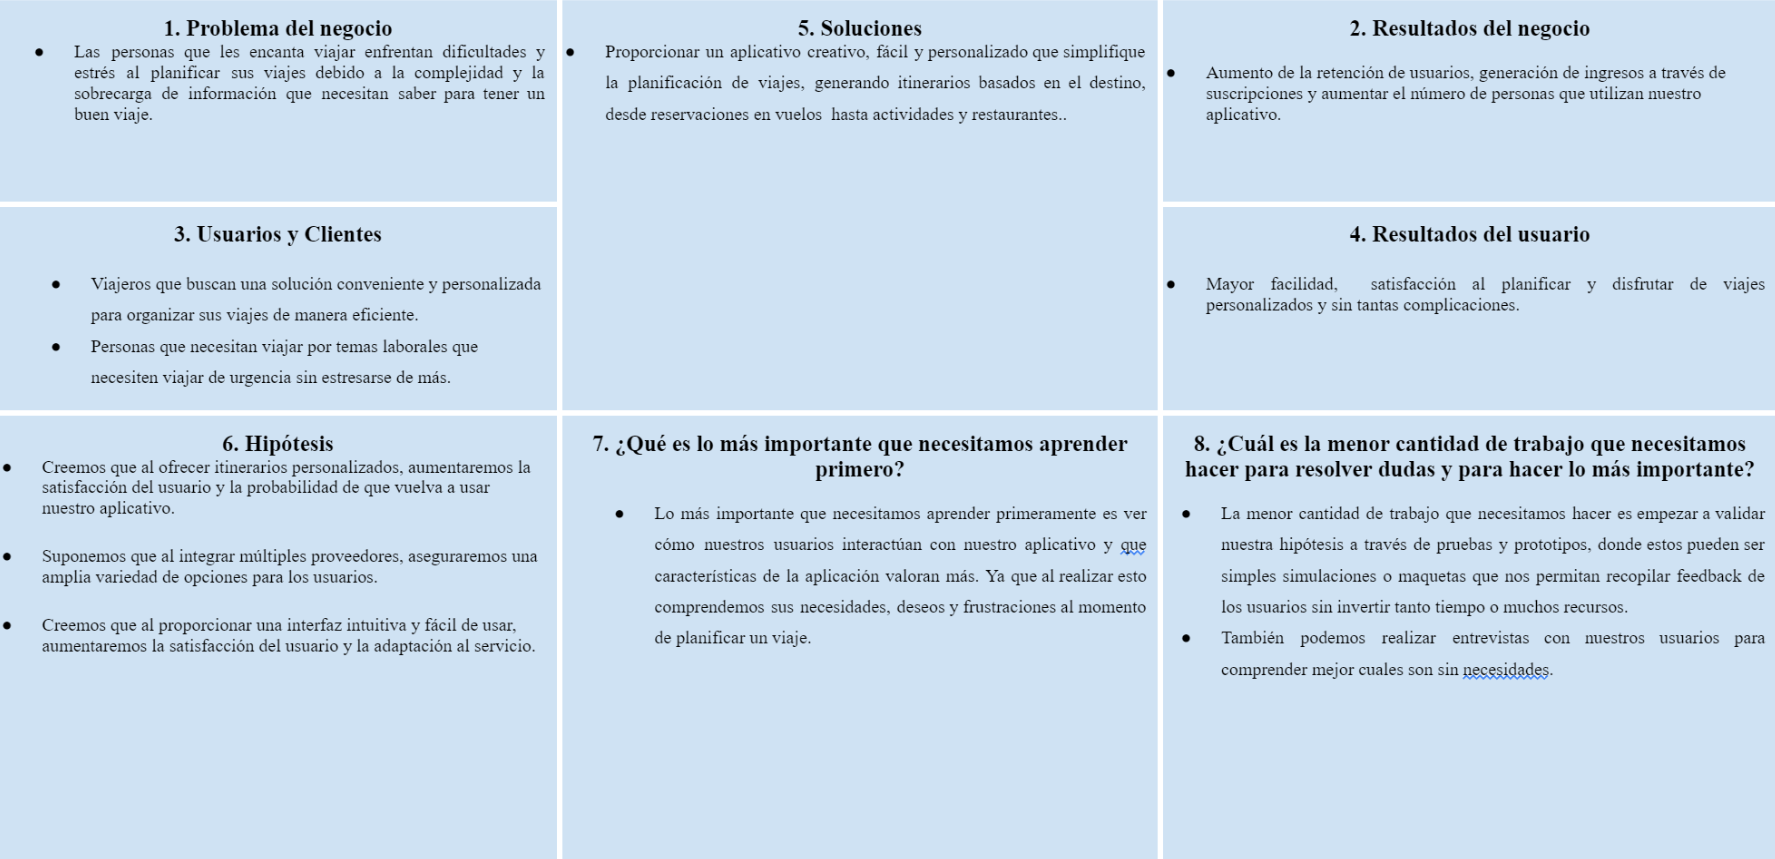 1. Problema del negocio
● Las personas que les encanta viajar enfrentan dificultades y
estrés al planificar sus viajes debido a la complejidad y la
sobrecarga de información que necesitan saber para tener un
buen viaje.
5. Soluciones
● Proporcionar un aplicativo creativo, fácil y personalizado que simplifique
la planificación de viajes, generando itinerarios basados en el destino,
desde reservaciones en vuelos hasta actividades y restaurantes..
2. Resultados del negocio
● Aumento de la retención de usuarios, generación de ingresos a través de
suscripciones y aumentar el número de personas que utilizan nuestro
aplicativo.
3. Usuarios y Clientes
● Viajeros que buscan una solución conveniente y personalizada
para organizar sus viajes de manera eficiente.
● Personas que necesitan viajar por temas laborales que
necesiten viajar de urgencia sin estresarse de más.
4. Resultados del usuario
● Mayor facilidad, satisfacción al planificar y disfrutar de viajes
personalizados y sin tantas complicaciones.
6. Hipótesis
● Creemos que al ofrecer itinerarios personalizados, aumentaremos la
satisfacción del usuario y la probabilidad de que vuelva a usar
nuestro aplicativo.
● Suponemos que al integrar múltiples proveedores, aseguraremos una
amplia variedad de opciones para los usuarios.
● Creemos que al proporcionar una interfaz intuitiva y fácil de usar,
aumentaremos la satisfacción del usuario y la adaptación al servicio.
7. ¿Qué es lo más importante que necesitamos aprender
primero?
● Lo más importante que necesitamos aprender primeramente es ver
cómo nuestros usuarios interactúan con nuestro aplicativo y que
características de la aplicación valoran más. Ya que al realizar esto
comprendemos sus necesidades, deseos y frustraciones al momento
de planificar un viaje.
8. ¿Cuál es la menor cantidad de trabajo que necesitamos
hacer para resolver dudas y para hacer lo más importante?
● La menor cantidad de trabajo que necesitamos hacer es empezar a validar
nuestra hipótesis a través de pruebas y prototipos, donde estos pueden ser
simples simulaciones o maquetas que nos permitan recopilar feedback de
los usuarios sin invertir tanto tiempo o muchos recursos.
● También podemos realizar entrevistas con nuestros usuarios para
comprender mejor cuales son sin necesidades.